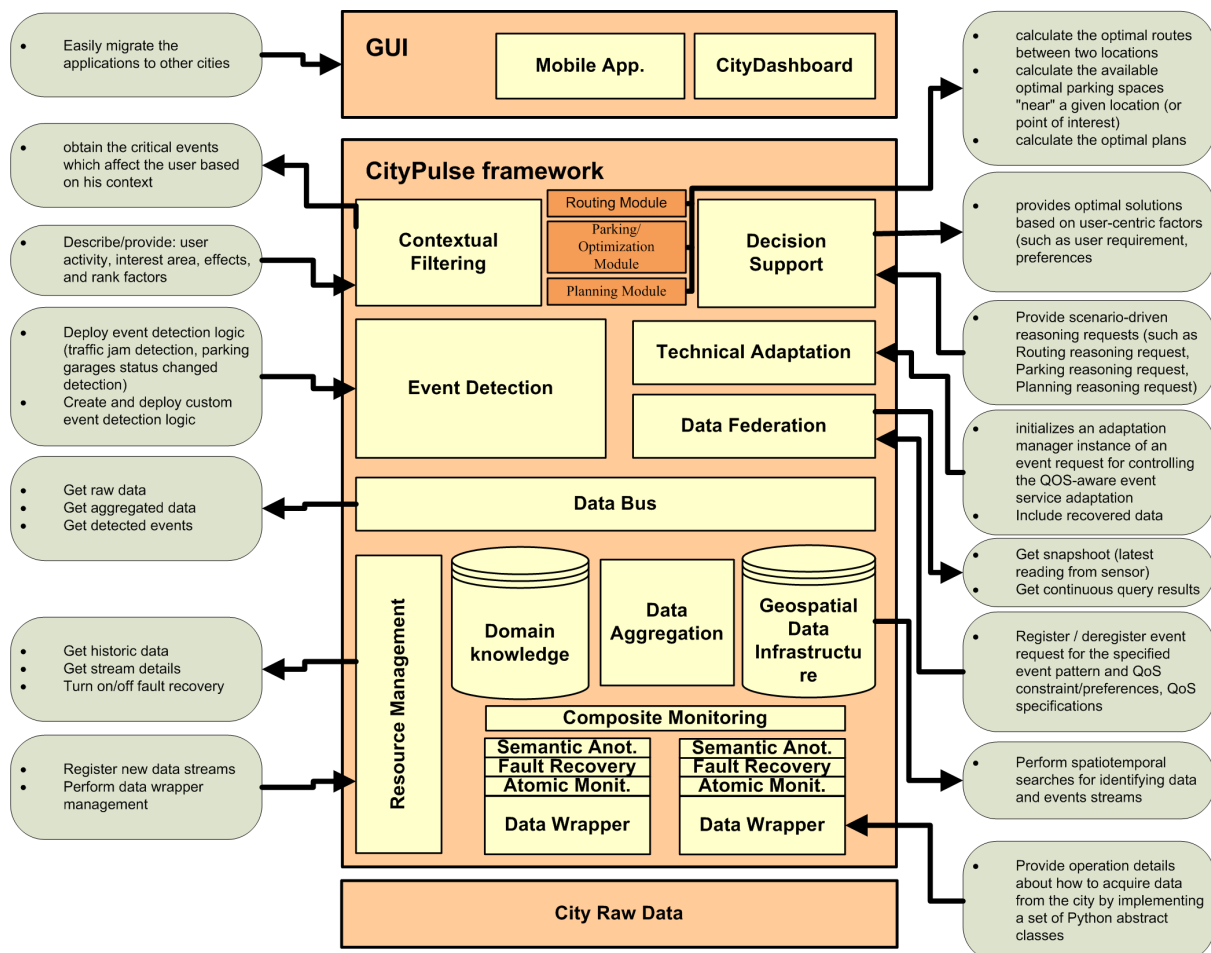 • Easily migrate the
applications to other cities
• obtain the critical events
which affect the user based
on his context
• Describe/provide: user
activity, interest area, effects,
and rank factors
• Deploy event detection logic
(traffic jam detection, parking
garages status changed
detection)
• Create and deploy custom
event detection logic
• Get raw data
• Get aggregated data
• Get detected events
• Get historic data
• Get stream details
• Turn on/off fault recovery
• Register new data streams
• Perform data wrapper
management
GUI
Mobile App.
CityDashboard
CityPulse framework
Contextual
Filtering
Routing Module
Parking/
Optimization
Module
Planning Module
Decision
Support
Event Detection
Technical Adaptation
Data Federation
Data Bus
Resource Management
Domain
knowledge
Data
Aggregation
Geospatial
Data
Infrastructu
re
Composite Monitoring
Semantic Anot.
Fault Recovery
Atomic Monit.
Data Wrapper
Semantic Anot.
Fault Recovery
Atomic Monit.
Data Wrapper
City Raw Data
• calculate the optimal routes
between two locations
• calculate the available
optimal parking spaces
"near" a given location (or
point of interest)
• calculate the optimal plans
• provides optimal solutions
based on user-centric factors
(such as user requirement,
preferences
• Provide scenario-driven
reasoning requests (such as
Routing reasoning request,
Parking reasoning request,
Planning reasoning request)
• initializes an adaptation
manager instance of an
event request for controlling
the QOS-aware event
service adaptation
• Include recovered data
• Get snapshoot (latest
reading from sensor)
• Get continuous query results
• Register / deregister event
request for the specified
event pattern and QoS
constraint/preferences, QoS
specifications
• Perform spatiotemporal
searches for identifying data
and events streams
• Provide operation details
about how to acquire data
from the city by implementing
a set of Python abstract
classes